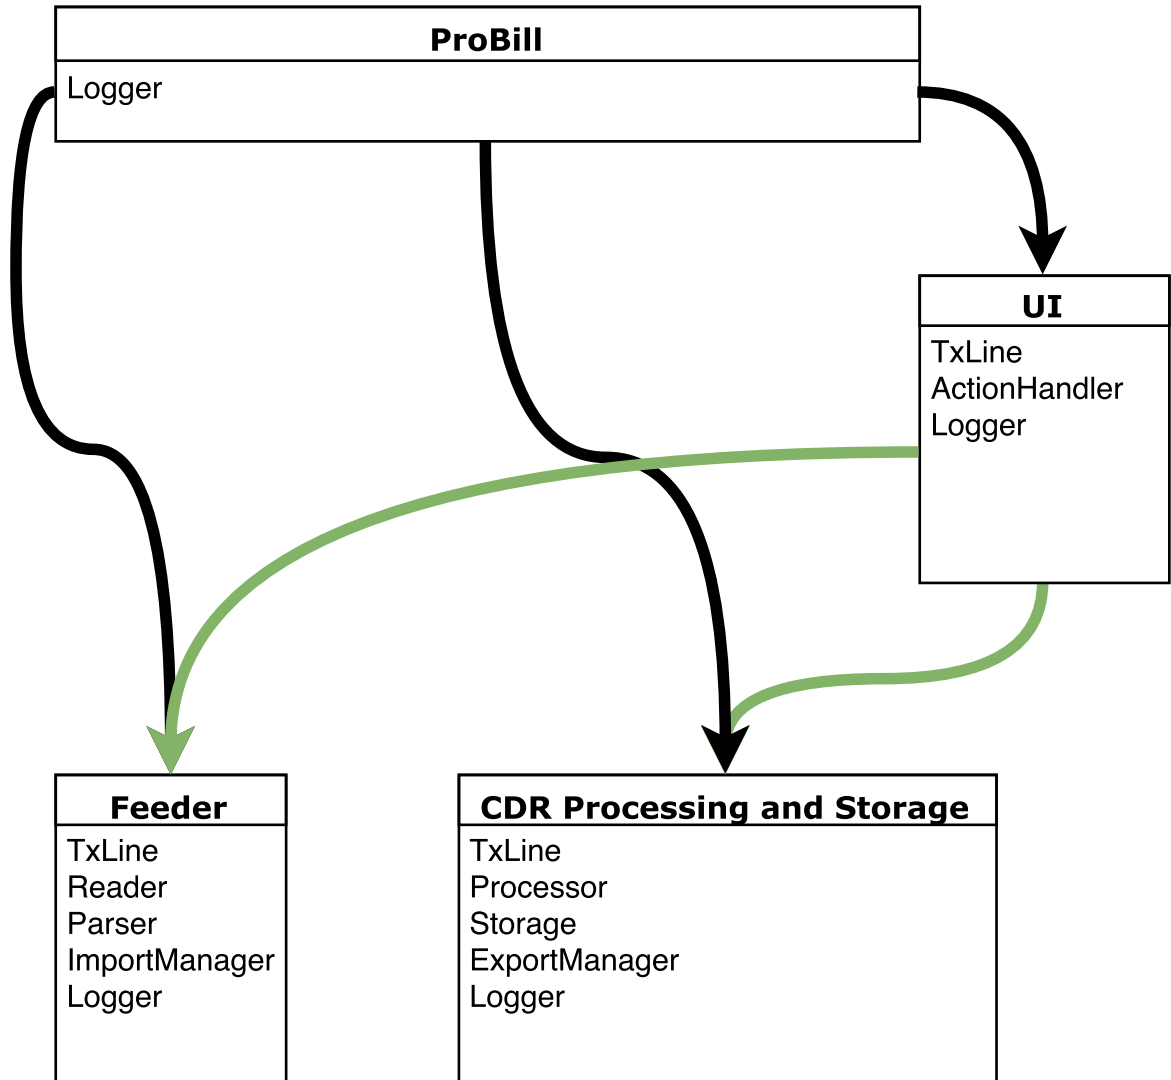 ProBill
Logger
UI
TxLine
ActionHandler
Logger
Feeder
TxLine
Reader
Parser
ImportManager
Logger
CDR Processing and Storage
TxLine
Processor
Storage
ExportManager
Logger